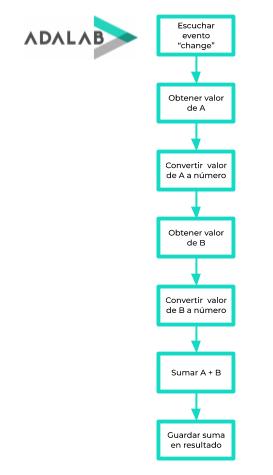 ADALAB
Escuchar
evento
“change”
Obtener valor
de A
Convertir valor
de A a número
Obtener valor
de B
Convertir valor
de B a número
Sumar A + B
Guardar suma
en resultado